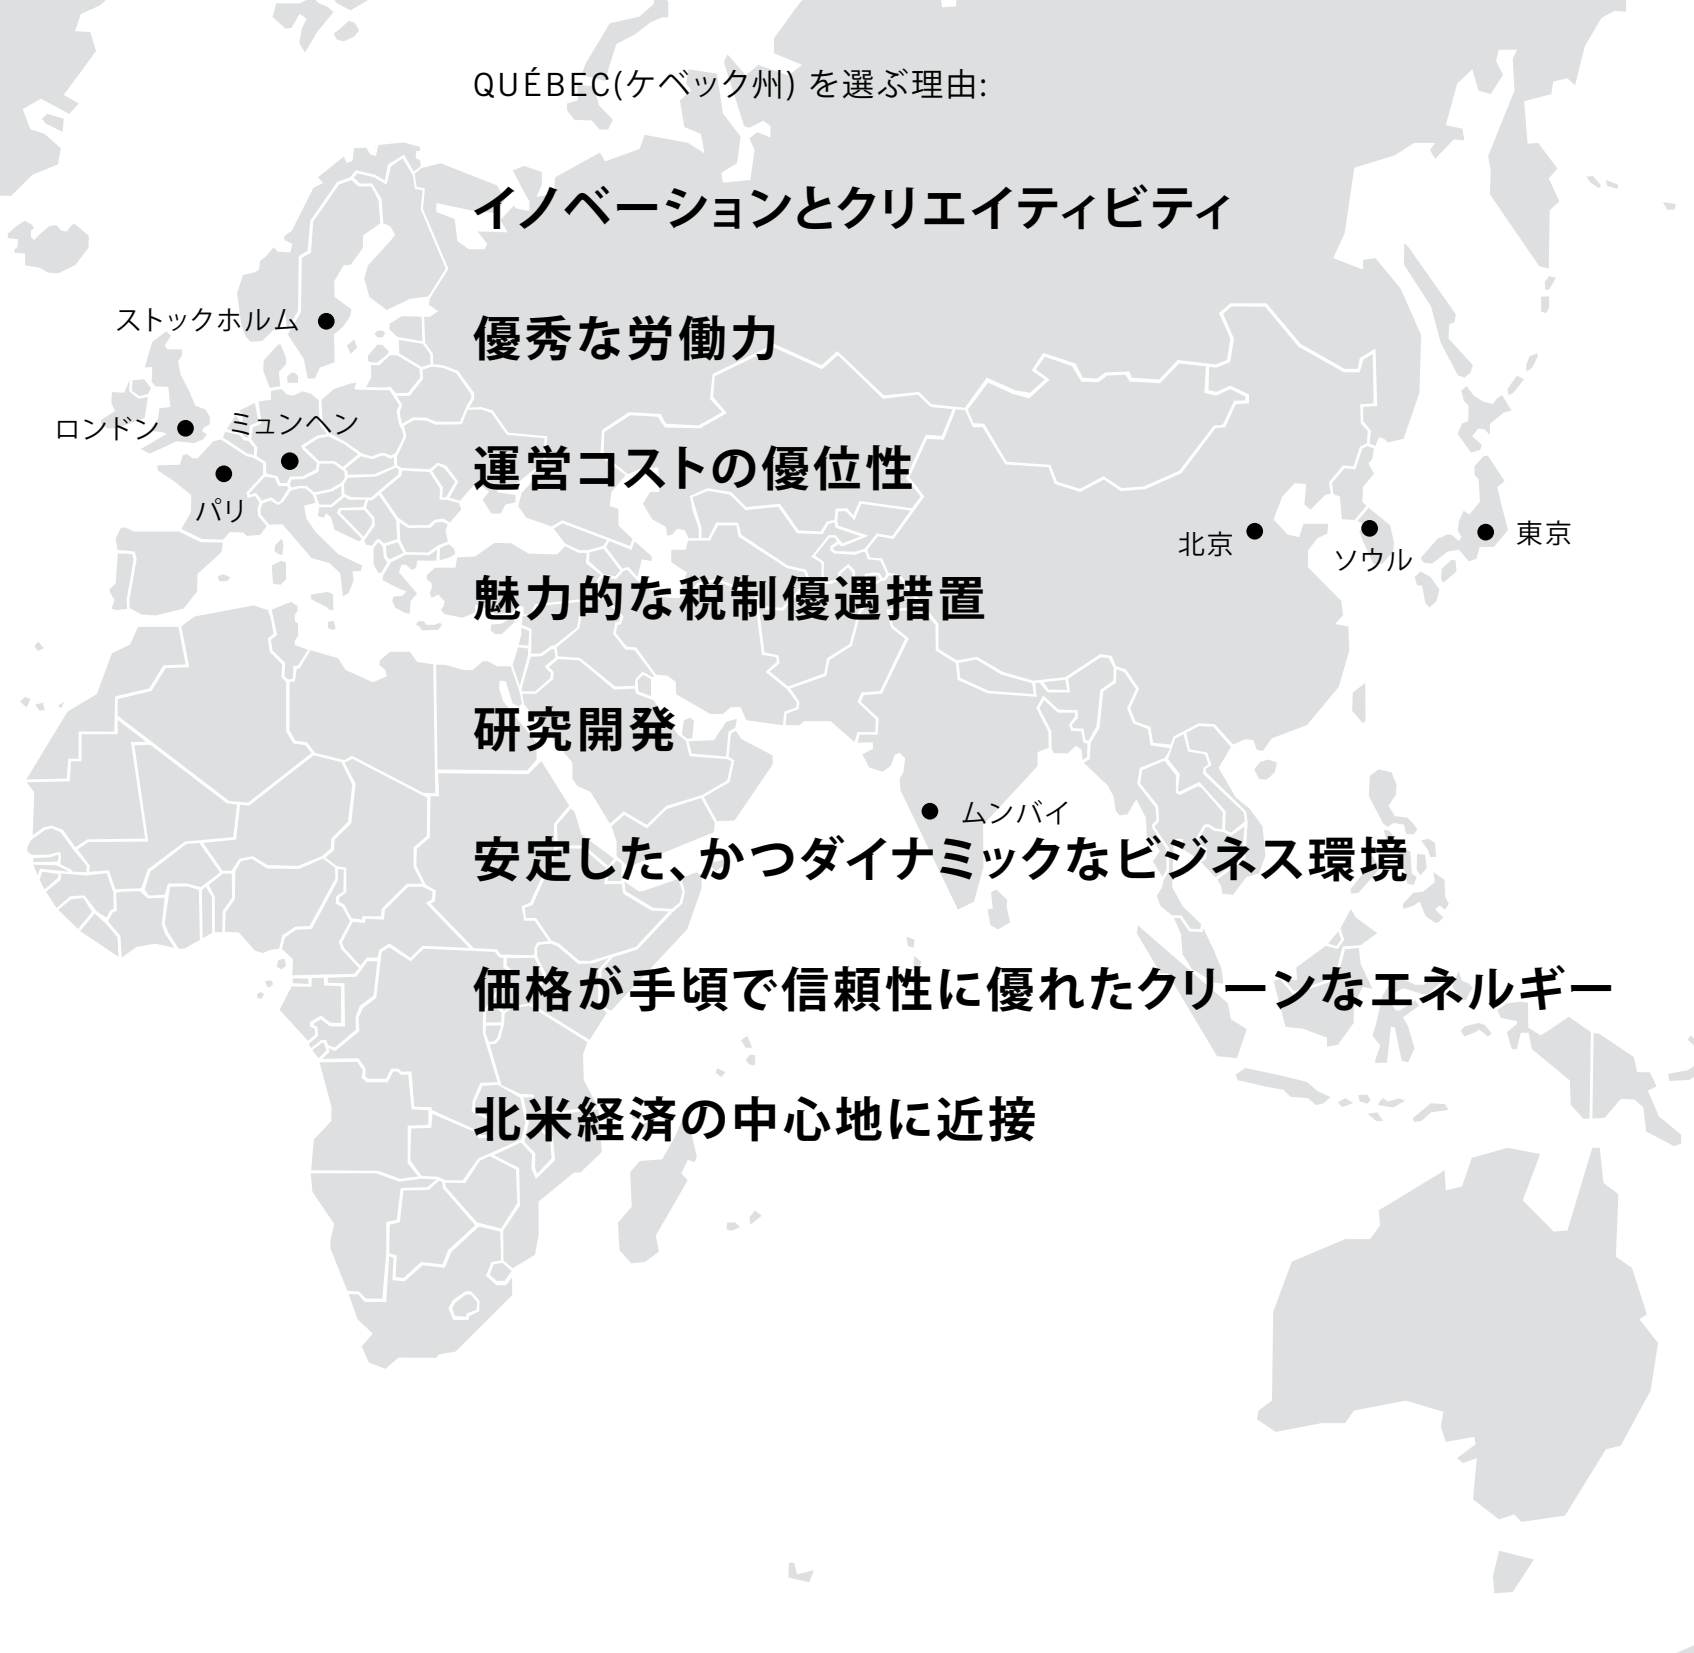 QUÉBEC(ケベック州) を選ぶ理由:
イノベーションとクリエイティビティ
ストックホルム
優秀な労働力
ロンドン
ミュンヘン
運営コストの優位性
パリ
北京
ソウル
東京
魅力的な税制優遇措置
研究開発
ムンバイ
安定した、かつダイナミックなビジネス環境
価格が手頃で信頼性に優れたクリーンなエネルギー
北米経済の中心地に近接